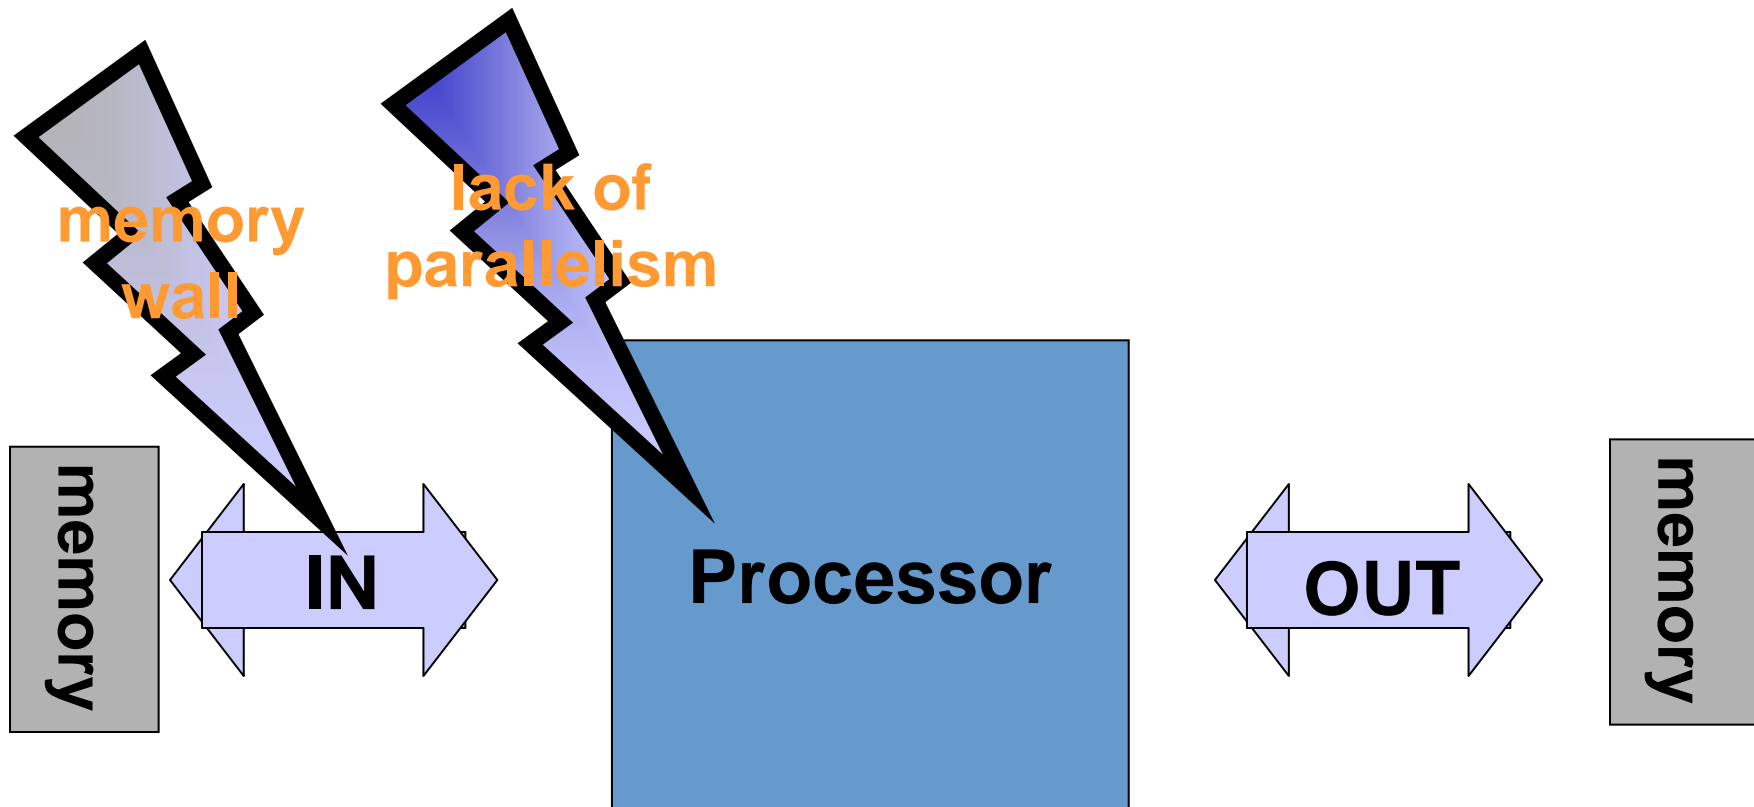 memory
wall
lack of
parallelism
memory
IN
Processor
OUT
memory